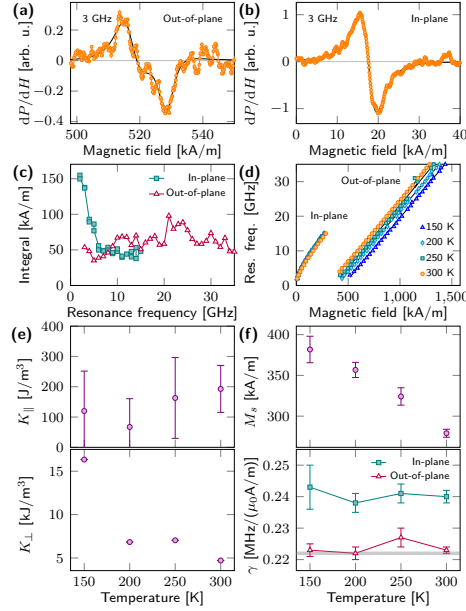 (a)
3 GHz
Out-of-plane
dP/dH [arb. u.]
0.2
0
−0.2
−0.4
500
520
540
Magnetic field [kA/m]
(b)
3 GHz
In-plane
dP/dH [arb. u.]
1
0
−1
0
10
20
30
40
Magnetic field [kA/m]
(c)
In-plane
Out-of-plane
Integral [kA/m]
200
150
100
50
0
0
10
20
30
Resonance frequency [GHz]
(d)
Out-of-plane
In-plane
150 K
200 K
250 K
300 K
Res. freq. [GHz]
30
20
10
0
0
500
1,000
1,500
Magnetic field [kA/m]
(e)
K∥ [J/m³]
400
300
200
100
0
K⊥ [kJ/m³]
15
10
5
150
200
250
300
Temperature [K]
(f)
Ms [kA/m]
400
350
300
γ [MHz/(μ0A/m)]
In-plane
Out-of-plane
0.25
0.24
0.23
0.22
150
200
250
300
Temperature [K]